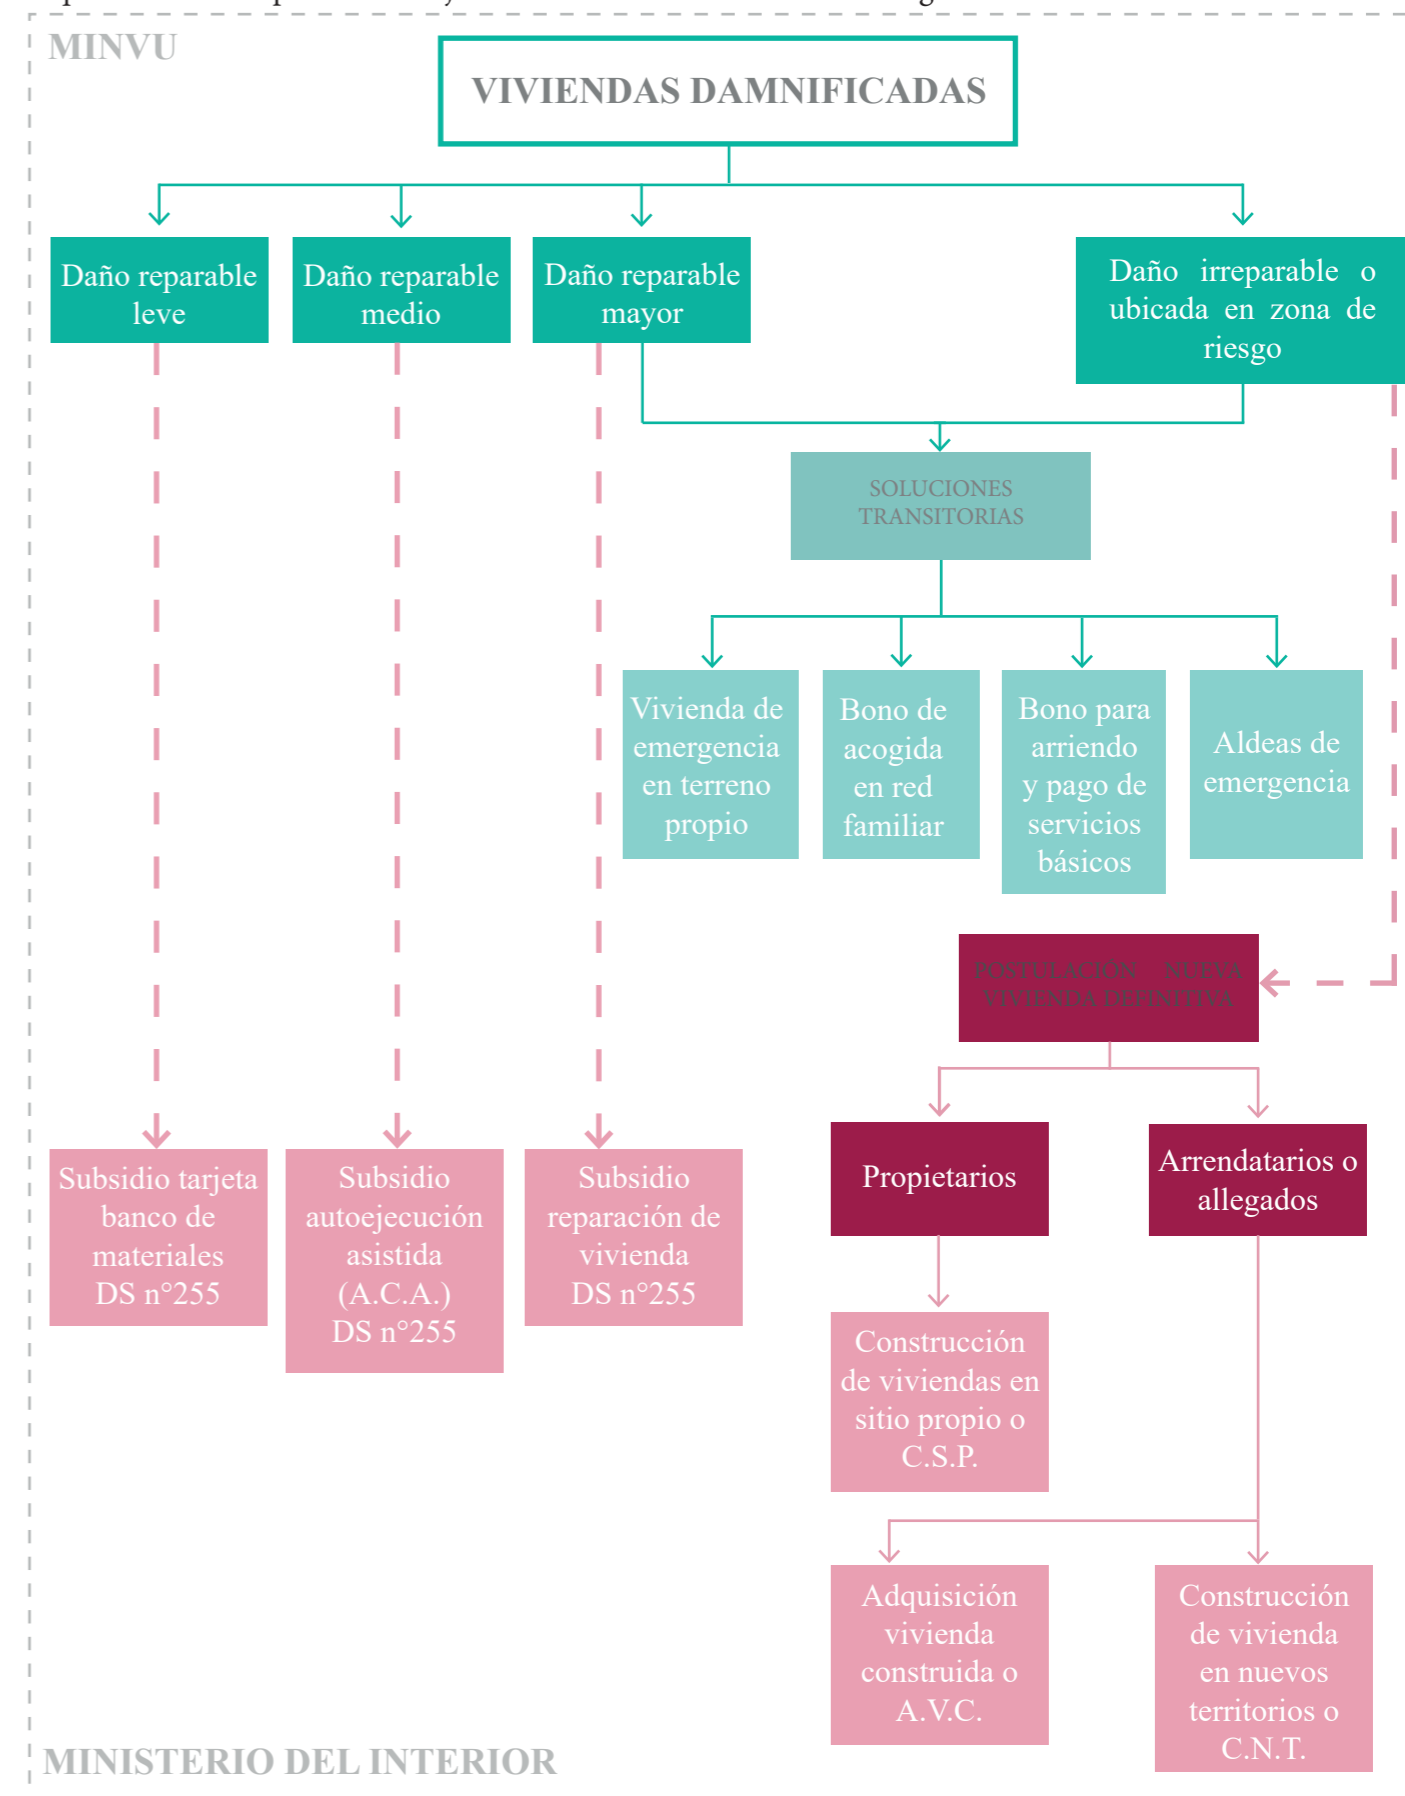 MINVU
VIVIENDAS DAMNIFICADAS
Daño reparable
leve
Daño reparable
medio
Daño reparable
mayor
Daño irreparable o
ubicada en zona de
riesgo
SOLUCIONES
TRANSITORIAS
Vivienda de
emergencia
en terreno
propio
Bono de
acogida
en red
familiar
Bono para
arriendo
y pago de
servicios
básicos
Aldeas de
emergencia
POSTULACIÓN NUEVA
VIVIENDA DEFINITIVA
Propietarios
Arrendatarios o
allegados
Subsidio tarjeta
banco de
materiales
DS n°255
Subsidio
autoejecución
asistida
(A.C.A.)
DS n°255
Subsidio
reparación de
vivienda
DS n°255
Construcción
de viviendas en
sitio propio o
C.S.P.
Adquisición
vivienda
construida o
A.V.C.
Construcción
de vivienda
en nuevos
territorios o
C.N.T.
MINISTERIO DEL INTERIOR